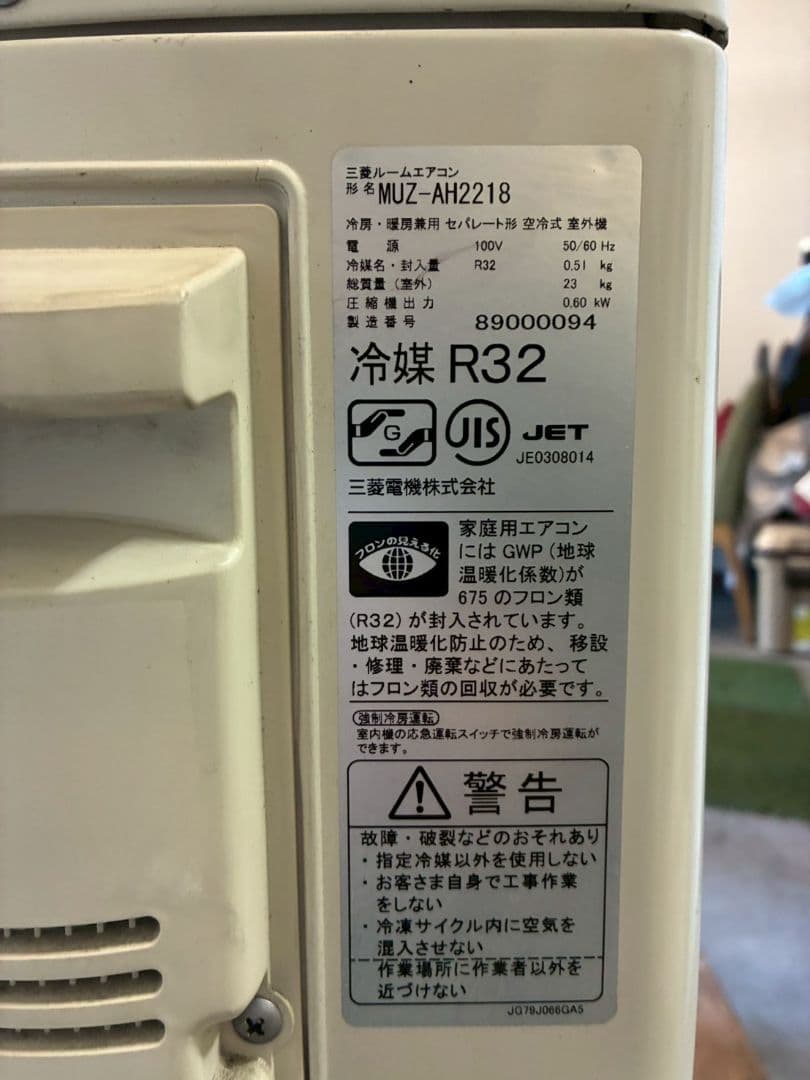 三菱ルームエアコン
形名 MUZ-AH2218
冷房・暖房兼用 セパレート形 空冷式 室外機
電源 100V 50/60 Hz
冷媒名・封入量 R32 0.51 kg
総質量(室外) 23 kg
圧縮機出力 0.60 kW
製造番号 89000094
冷媒 R32
G JIS JET
JE0308014
三菱電機株式会社
フロンの見える化
家庭用エアコン
には GWP (地球
温暖化係数)が
675 のフロン類
(R32) が封入されています。
地球温暖化防止のため、移設
・修理・廃棄などにあたって
はフロン類の回収が必要です。
強制冷房運転
室内機の応急運転スイッチで強制冷房運転が
できます。
警告
故障・破裂などのおそれあり
・指定冷媒以外を使用しない
・お客さま自身で工事作業
をしない
・冷凍サイクル内に空気を
混入させない
作業場所に作業者以外を
近づけない
JG79J066GA5